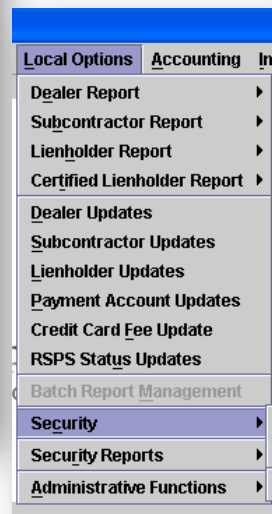 Local Options Accounting In
Dealer Report
Subcontractor Report
Lienholder Report
Certified Lienholder Report
Dealer Updates
Subcontractor Updates
Lienholder Updates
Payment Account Updates
Credit Card Fee Update
RSPS Status Updates
Batch Report Management
Security
Security Reports
Administrative Functions